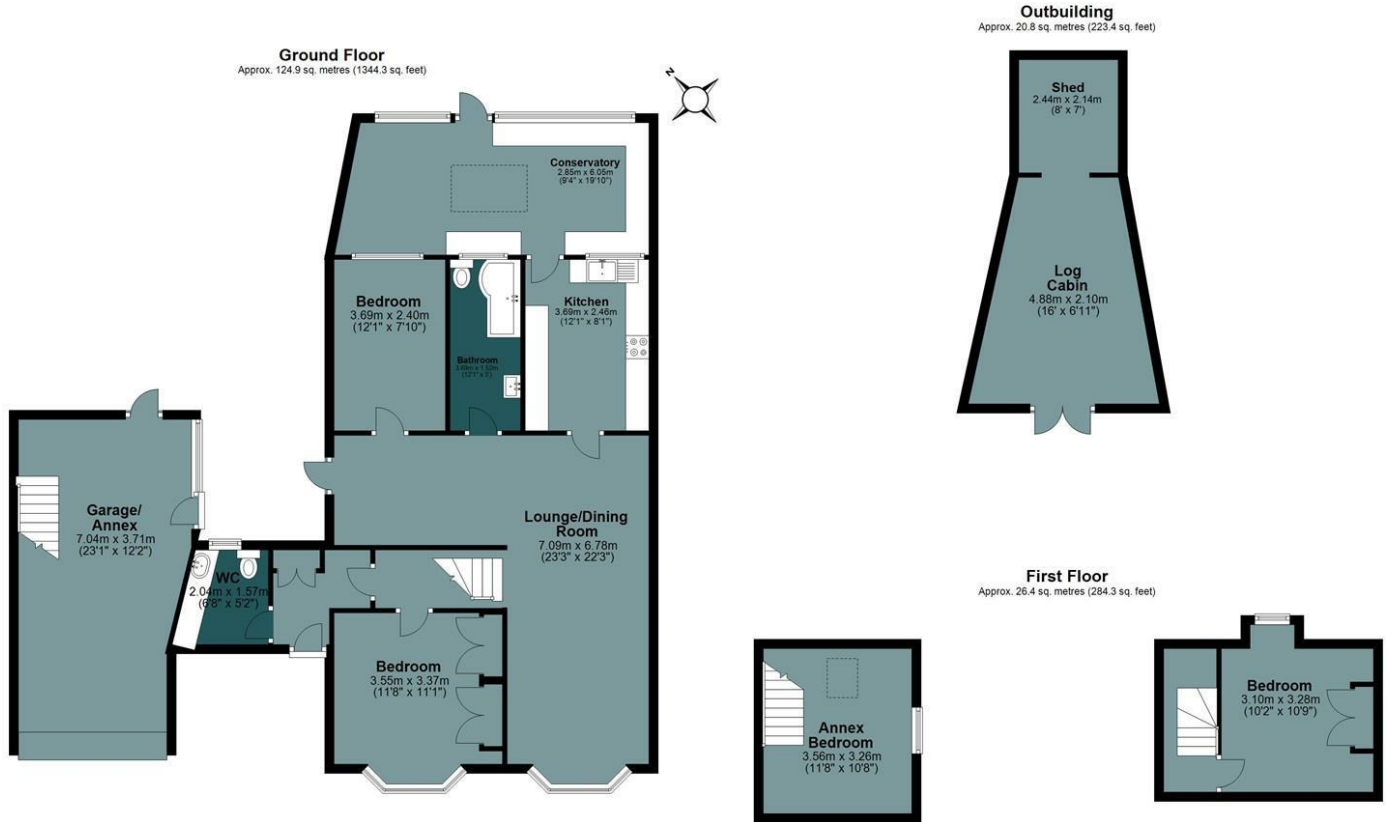 Ground Floor
Approx. 124.9 sq. metres (1344.3 sq. feet)
N
Conservatory
2.85m x 6.05m
(9'4" x 19'10")
Bedroom
3.69m x 2.40m
(12'1" x 7'10")
Bathroom
3.69m x 1.52m
(12'1" x 5')
Kitchen
3.69m x 2.46m
(12'1" x 8'1")
Garage/
Annex
7.04m x 3.71m
(23'1" x 12'2")
WC
2.04m x 1.57m
(6'8" x 5'2")
Lounge/Dining
Room
7.09m x 6.78m
(23'3" x 22'3")
Bedroom
3.55m x 3.37m
(11'8" x 11'1")
Outbuilding
Approx. 20.8 sq. metres (223.4 sq. feet)
Shed
2.44m x 2.14m
(8' x 7')
Log
Cabin
4.88m x 2.10m
(16' x 6'11")
First Floor
Approx. 26.4 sq. metres (284.3 sq. feet)
Annex
Bedroom
3.56m x 3.26m
(11'8" x 10'8")
Bedroom
3.10m x 3.28m
(10'2" x 10'9")